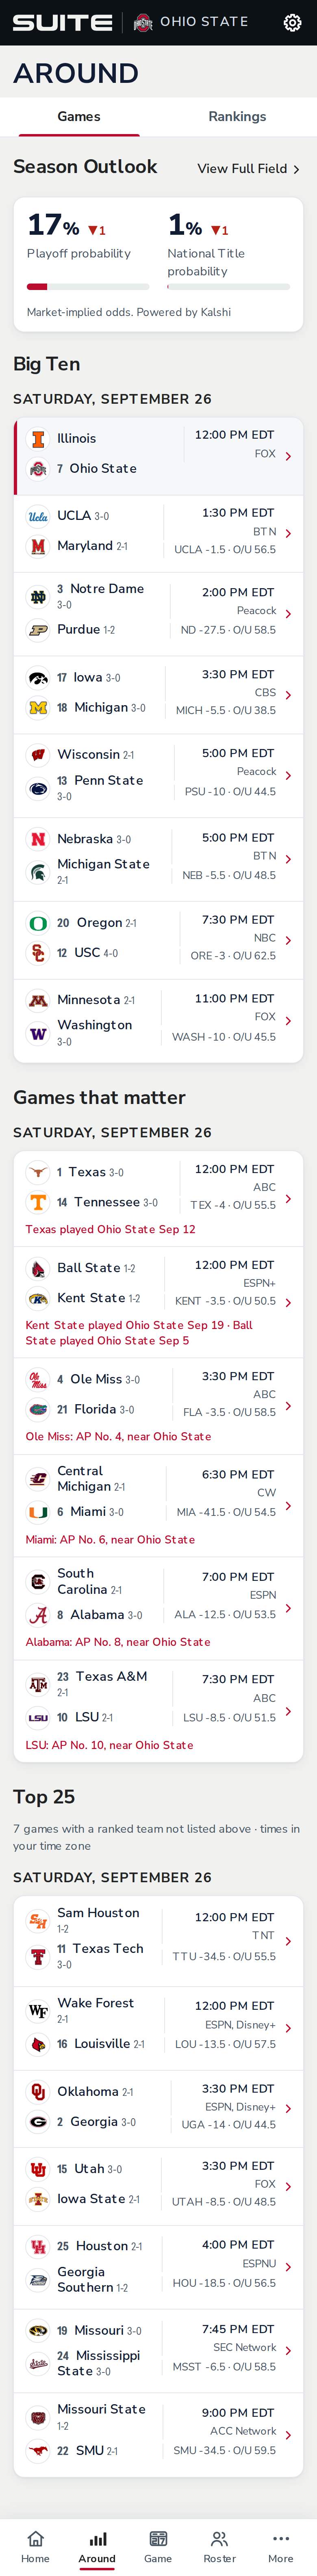 SUITE OHIO STATE
AROUND
Games Rankings
Season Outlook View Full Field
17% ▼1 1% ▼1
Playoff probability National Title
probability
Market-implied odds. Powered by Kalshi
Big Ten
SATURDAY, SEPTEMBER 26
Illinois 12:00 PM EDT
7 Ohio State FOX
UCLA 3-0 1:30 PM EDT
BTN
Maryland 2-1 UCLA -1.5 · O/U 56.5
3 Notre Dame 2:00 PM EDT
3-0 Peacock
Purdue 1-2 ND -27.5 · O/U 58.5
17 Iowa 3-0 3:30 PM EDT
CBS
18 Michigan 3-0 MICH -5.5 · O/U 38.5
Wisconsin 2-1 5:00 PM EDT
13 Penn State Peacock
3-0 PSU -10 · O/U 44.5
Nebraska 3-0 5:00 PM EDT
Michigan State BTN
2-1 NEB -5.5 · O/U 48.5
20 Oregon 2-1 7:30 PM EDT
NBC
12 USC 4-0 ORE -3 · O/U 62.5
Minnesota 2-1 11:00 PM EDT
Washington FOX
3-0 WASH -10 · O/U 45.5
Games that matter
SATURDAY, SEPTEMBER 26
1 Texas 3-0 12:00 PM EDT
ABC
14 Tennessee 3-0 TEX -4 · O/U 55.5
Texas played Ohio State Sep 12
Ball State 1-2 12:00 PM EDT
ESPN+
Kent State 1-2 KENT -3.5 · O/U 50.5
Kent State played Ohio State Sep 19 · Ball
State played Ohio State Sep 5
4 Ole Miss 3-0 3:30 PM EDT
ABC
21 Florida 3-0 FLA -3.5 · O/U 58.5
Ole Miss: AP No. 4, near Ohio State
Central 6:30 PM EDT
Michigan 2-1 CW
6 Miami 3-0 MIA -41.5 · O/U 54.5
Miami: AP No. 6, near Ohio State
South 7:00 PM EDT
Carolina 2-1 ESPN
8 Alabama 3-0 ALA -12.5 · O/U 53.5
Alabama: AP No. 8, near Ohio State
23 Texas A&M 7:30 PM EDT
2-1 ABC
10 LSU 2-1 LSU -8.5 · O/U 51.5
LSU: AP No. 10, near Ohio State
Top 25
7 games with a ranked team not listed above · times in
your time zone
SATURDAY, SEPTEMBER 26
Sam Houston 12:00 PM EDT
1-2 TNT
11 Texas Tech TTU -34.5 · O/U 55.5
3-0
Wake Forest 12:00 PM EDT
2-1 ESPN, Disney+
16 Louisville 2-1 LOU -13.5 · O/U 57.5
Oklahoma 2-1 3:30 PM EDT
ESPN, Disney+
2 Georgia 3-0 UGA -14 · O/U 44.5
15 Utah 3-0 3:30 PM EDT
FOX
Iowa State 2-1 UTAH -8.5 · O/U 48.5
25 Houston 2-1 4:00 PM EDT
Georgia ESPNU
Southern 1-2 HOU -18.5 · O/U 56.5
19 Missouri 3-0 7:45 PM EDT
24 Mississippi SEC Network
State 3-0 MSST -6.5 · O/U 58.5
Missouri State 9:00 PM EDT
1-2 ACC Network
22 SMU 2-1 SMU -34.5 · O/U 59.5
Home Around Game Roster More